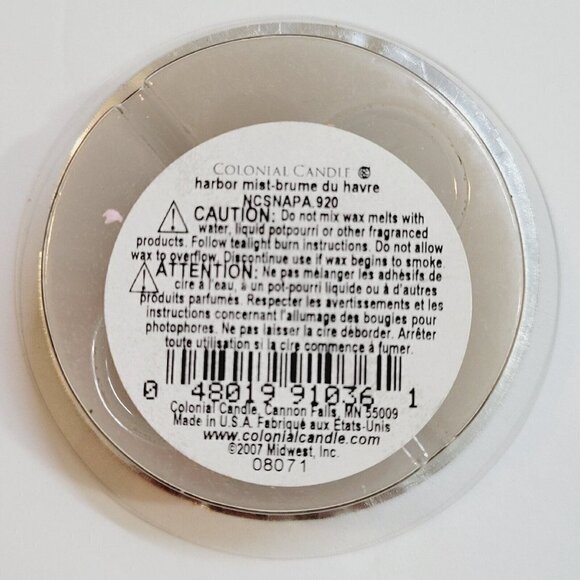 COLONIAL CANDLE
harbor mist-brume du havre
NCSNAPA.920
CAUTION: Do not mix wax melts with
water, liquid potpourri or other fragranced
products. Follow tealight burn instructions. Do not allow
wax to overflow. Discontinue use if wax begins to smoke
ATTENTION: Ne pas mélanger les adhésifs de
cire à l'eau, à un pot-pourri liquide ou à d'autres
produits parfumés. Respecter les avertissements et les
instructions concernant l'allumage des bougies pour
photophores. Ne pas laisser la cire déborder. Arrêter
toute utilisation si la cire commence à fumer.
0 48019 91036 1
Colonial Candle, Cannon Falls, MN 55009
Made in U.S.A. Fabriqué aux États-Unis
www.colonialcandle.com
©2007 Midwest, Inc.
08071